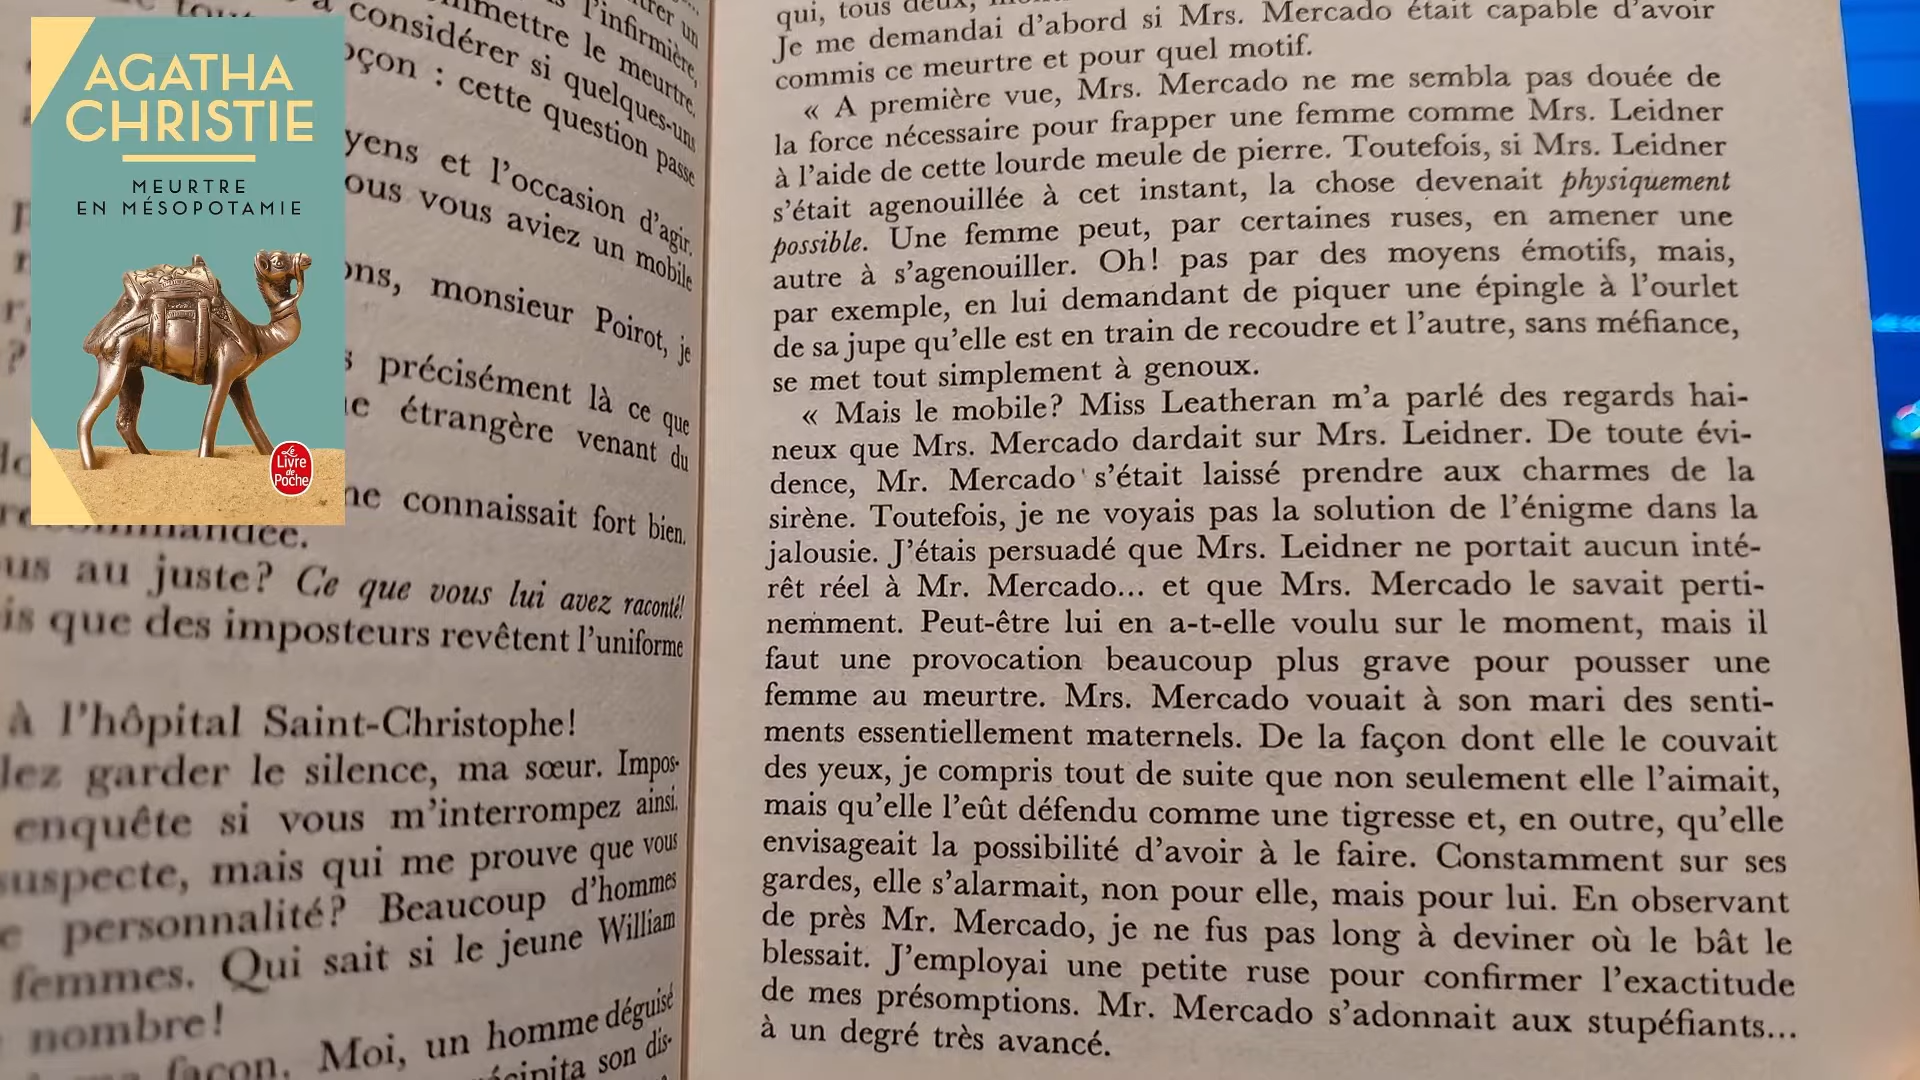 AGATHA
CHRISTIE
MEURTRE
EN MÉSOPOTAMIE
Le
Livre
de
Poche
l'infirmière,
mmettre le meurtre.
considérer si quelques-uns
oçon : cette question passe
yens et l'occasion d'agir.
ous vous aviez un mobile
ons, monsieur Poirot, je
précisément là ce que
étrangère venant du
ne connaissait fort bien.
us au juste? Ce que vous lui avez raconté!
is que des imposteurs revêtent l'uniforme
à l'hôpital Saint-Christophe!
lez garder le silence, ma sœur. Impos-
enquête si vous m'interrompez ainsi.
suspecte, mais qui me prouve que vous
personnalité? Beaucoup d'hommes
femmes. Qui sait si le jeune William
nombre!
façon. Moi, un homme déguisé
écipita son dis-
qui, tous deux,
Je me demandai d'abord si Mrs. Mercado était capable d'avoir
commis ce meurtre et pour quel motif.
« A première vue, Mrs. Mercado ne me sembla pas douée de
la force nécessaire pour frapper une femme comme Mrs. Leidner
à l'aide de cette lourde meule de pierre. Toutefois, si Mrs. Leidner
s'était agenouillée à cet instant, la chose devenait physiquement
possible. Une femme peut, par certaines ruses, en amener une
autre à s'agenouiller. Oh! pas par des moyens émotifs, mais,
par exemple, en lui demandant de piquer une épingle à l'ourlet
de sa jupe qu'elle est en train de recoudre et l'autre, sans méfiance,
se met tout simplement à genoux.
« Mais le mobile? Miss Leatheran m'a parlé des regards hai-
neux que Mrs. Mercado dardait sur Mrs. Leidner. De toute évi-
dence, Mr. Mercado s'était laissé prendre aux charmes de la
sirène. Toutefois, je ne voyais pas la solution de l'énigme dans la
jalousie. J'étais persuadé que Mrs. Leidner ne portait aucun inté-
rêt réel à Mr. Mercado... et que Mrs. Mercado le savait perti-
nemment. Peut-être lui en a-t-elle voulu sur le moment, mais il
faut une provocation beaucoup plus grave pour pousser une
femme au meurtre. Mrs. Mercado vouait à son mari des senti-
ments essentiellement maternels. De la façon dont elle le couvait
des yeux, je compris tout de suite que non seulement elle l'aimait,
mais qu'elle l'eût défendu comme une tigresse et, en outre, qu'elle
envisageait la possibilité d'avoir à le faire. Constamment sur ses
gardes, elle s'alarmait, non pour elle, mais pour lui. En observant
de près Mr. Mercado, je ne fus pas long à deviner où le bât le
blessait. J'employai une petite ruse pour confirmer l'exactitude
de mes présomptions. Mr. Mercado s'adonnait aux stupéfiants...
à un degré très avancé.